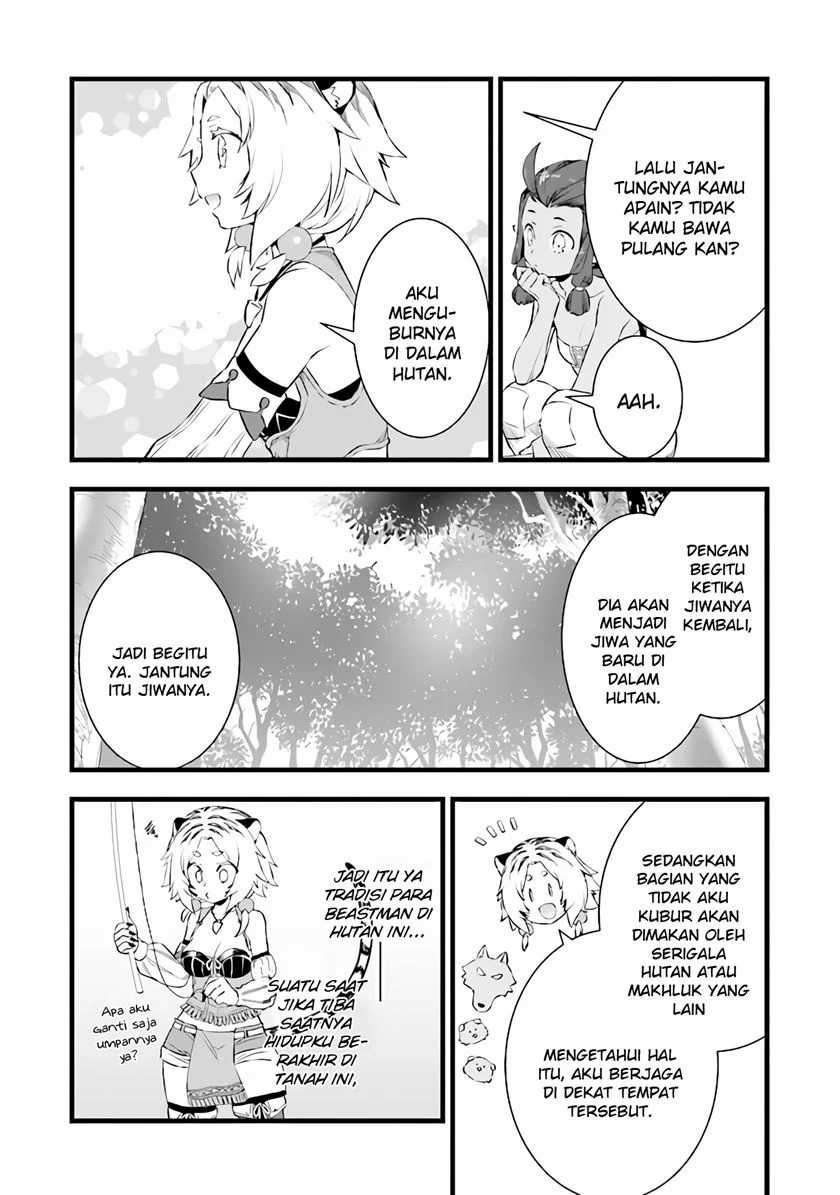 LALU JAN-
TUNGNYA KAMU
APAIN? TIDAK
KAMU BAWA
PULANG KAN?
AAH.
AKU
MENGU-
BURNYA
DI DALAM
HUTAN.
DENGAN
BEGITU
KETIKA
JIWANYA
KEMBALI,
DIA AKAN
MENJADI
JIWA YANG
BARU DI
DALAM
HUTAN.
JADI BEGITU
YA. JANTUNG
ITU JIWANYA.
SEDANGKAN
BAGIAN YANG
TIDAK AKU
KUBUR AKAN
DIMAKAN OLEH
SERIGALA
HUTAN ATAU
MAKHLUK YANG
LAIN
MENGETAHUI HAL
ITU, AKU BERJAGA
DI DEKAT TEMPAT
TERSEBUT.
JADI ITU YA
TRADISI PARA
BEASTMAN DI
HUTAN INI...
SUATU SAAT
JIKA TIBA
SAATNYA
HIDUPKU BE-
RAKHIR DI
TANAH INI,
Apa aku
Ganti saja
umpannya
ya?